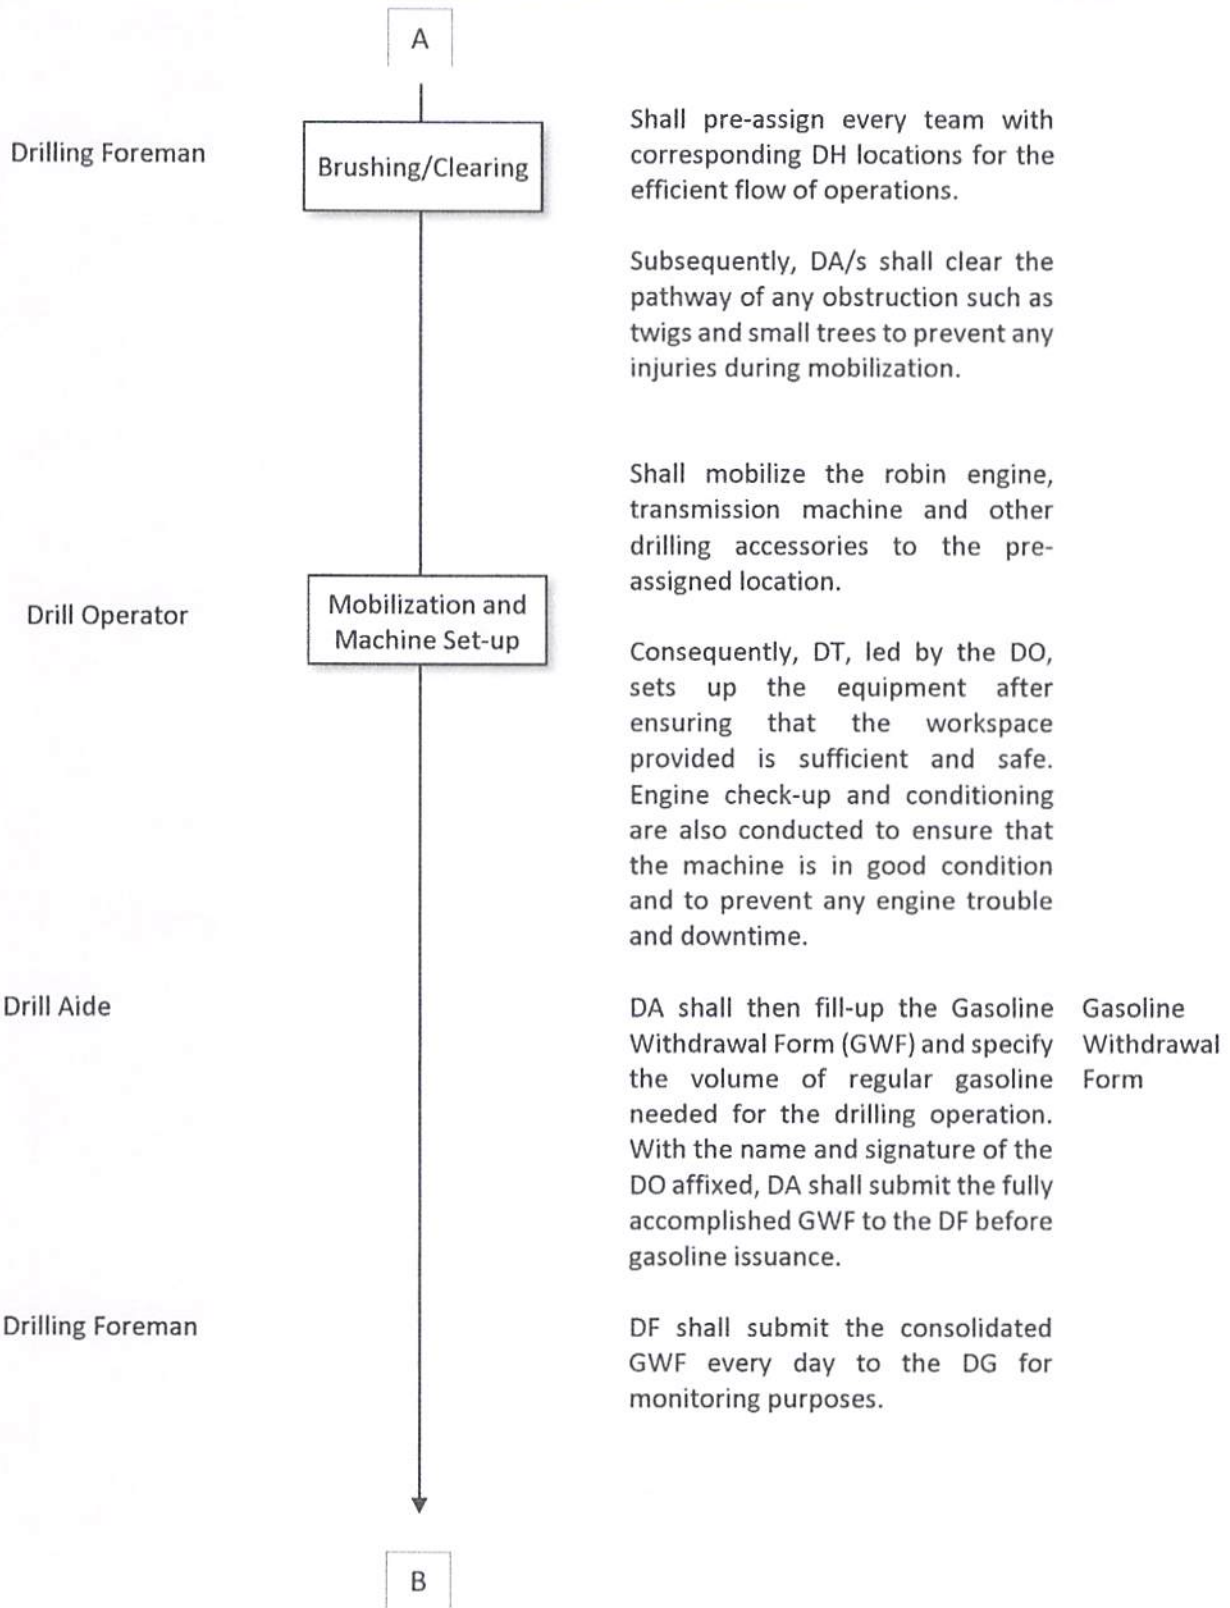 A
Drilling Foreman
Brushing/Clearing
Shall pre-assign every team with
corresponding DH locations for the
efficient flow of operations.
Subsequently, DA/s shall clear the
pathway of any obstruction such as
twigs and small trees to prevent any
injuries during mobilization.
Drill Operator
Mobilization and
Machine Set-up
Shall mobilize the robin engine,
transmission machine and other
drilling accessories to the pre-
assigned location.
Consequently, DT, led by the DO,
sets up the equipment after
ensuring that the workspace
provided is sufficient and safe.
Engine check-up and conditioning
are also conducted to ensure that
the machine is in good condition
and to prevent any engine trouble
and downtime.
Drill Aide
DA shall then fill-up the Gasoline
Withdrawal Form (GWF) and specify
the volume of regular gasoline
needed for the drilling operation.
With the name and signature of the
DO affixed, DA shall submit the fully
accomplished GWF to the DF before
gasoline issuance.
Gasoline
Withdrawal
Form
Drilling Foreman
DF shall submit the consolidated
GWF every day to the DG for
monitoring purposes.
B